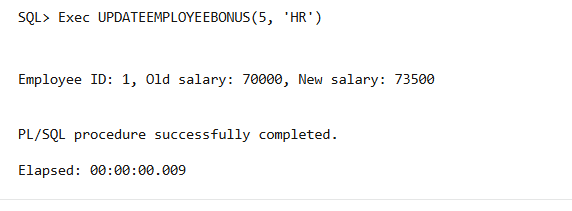 SQL> Exec UPDATEEMPLOYEEBONUS(5, 'HR')
Employee ID: 1, Old salary: 70000, New salary: 73500
PL/SQL procedure successfully completed.
Elapsed: 00:00:00.009